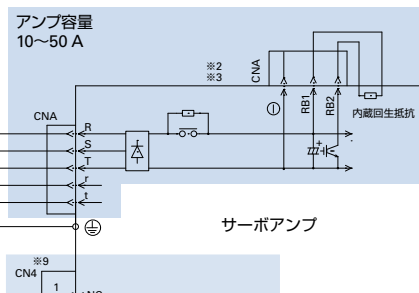 アンプ容量
10～50 A
※2
※3
CNA
⊖
RB1
RB2
内蔵回生抵抗
CNA
R
S
T
r
t
+
サーボアンプ
※9
CN4
1